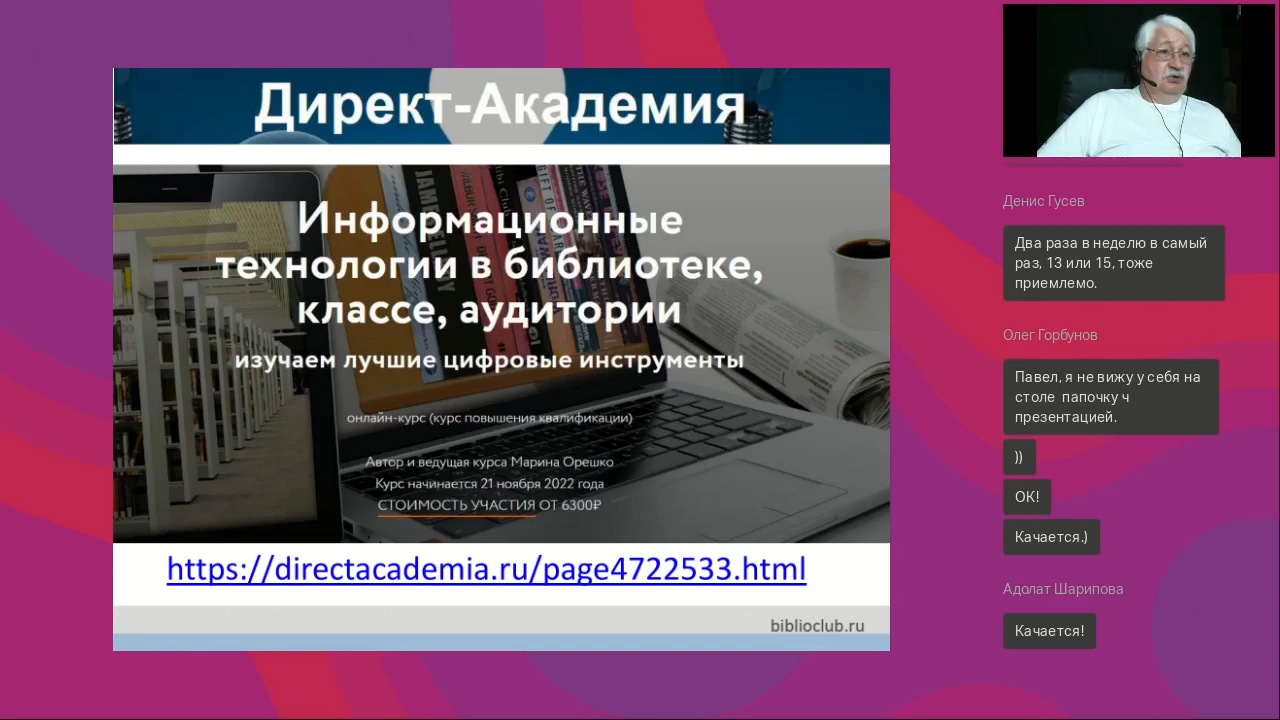 Директ-Академия
Информационные
технологии в библиотеке,
классе, аудитории
изучаем лучшие цифровые инструменты
онлайн-курс (курс повышения квалификации)
Автор и ведущая курса Марина Орешко
Курс начинается 21 ноября 2022 года
СТОИМОСТЬ УЧАСТИЯ ОТ 6300₽
https://directacademia.ru/page4722533.html
biblioclub.ru
Денис Гусев
Два раза в неделю в самый
раз, 13 или 15, тоже
приемлемо.
Олег Горбунов
Павел, я не вижу у себя на
столе папочку ч
презентацией.
))
ОК!
Качается.)
Адолат Шарипова
Качается!